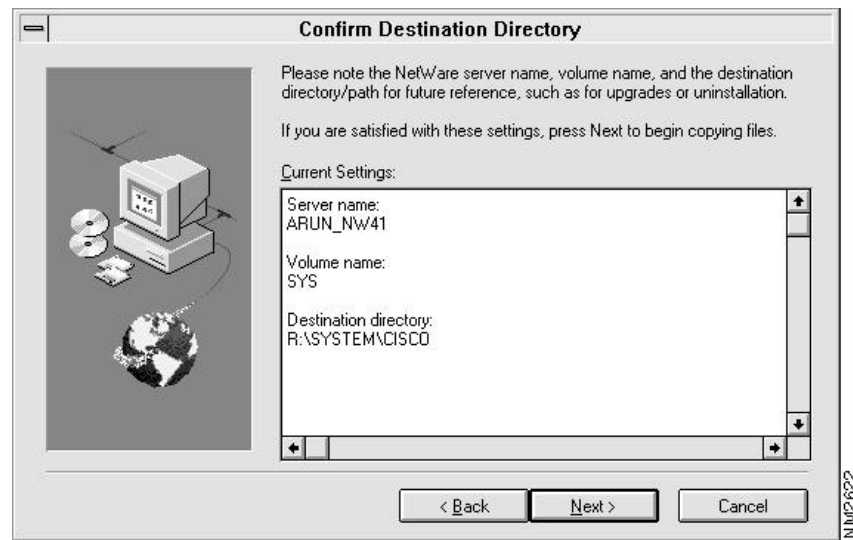 Confirm Destination Directory
Please note the NetWare server name, volume name, and the destination
directory/path for future reference, such as for upgrades or uninstallation.
If you are satisfied with these settings, press Next to begin copying files.
Current Settings:
Server name:
ARUN_NW41
Volume name:
SYS
Destination directory:
R:\SYSTEM\CISCO
< Back
Next >
Cancel
NM2622